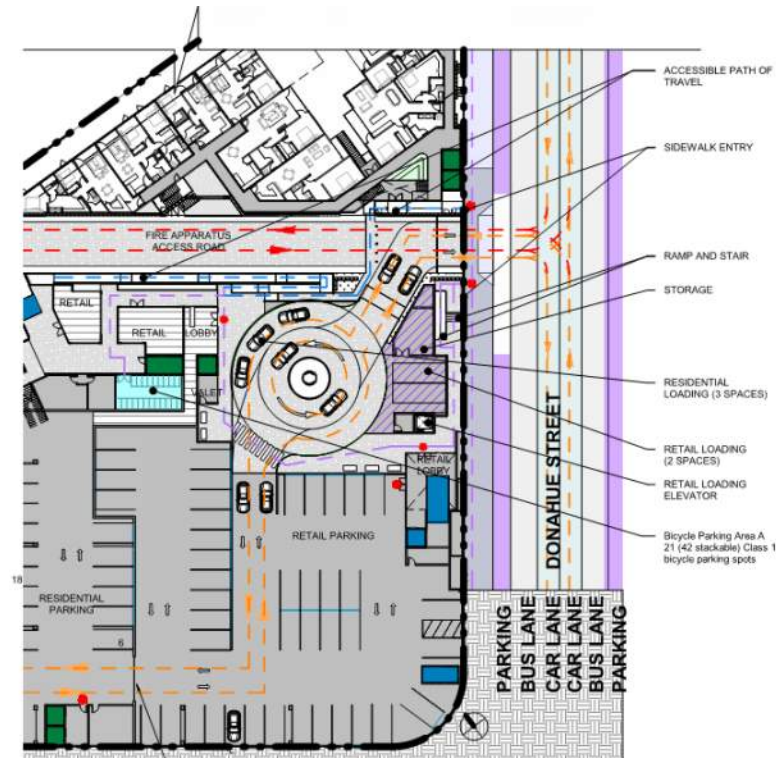 ACCESSIBLE PATH OF
TRAVEL
SIDEWALK ENTRY
FIRE APPARATUS
ACCESS ROAD
RAMP AND STAIR
STORAGE
RETAIL
RETAIL
LOBBY
VALET
RESIDENTIAL
LOADING (3 SPACES)
RETAIL LOADING
(2 SPACES)
RETAIL
LOBBY
RETAIL LOADING
ELEVATOR
DONAHUE STREET
Bicycle Parking Area A
21 (42 stackable) Class 1
bicycle parking spots
RETAIL PARKING
18
RESIDENTIAL
PARKING
6
PARKING
BUS LANE
CAR LANE
CAR LANE
BUS LANE
PARKING